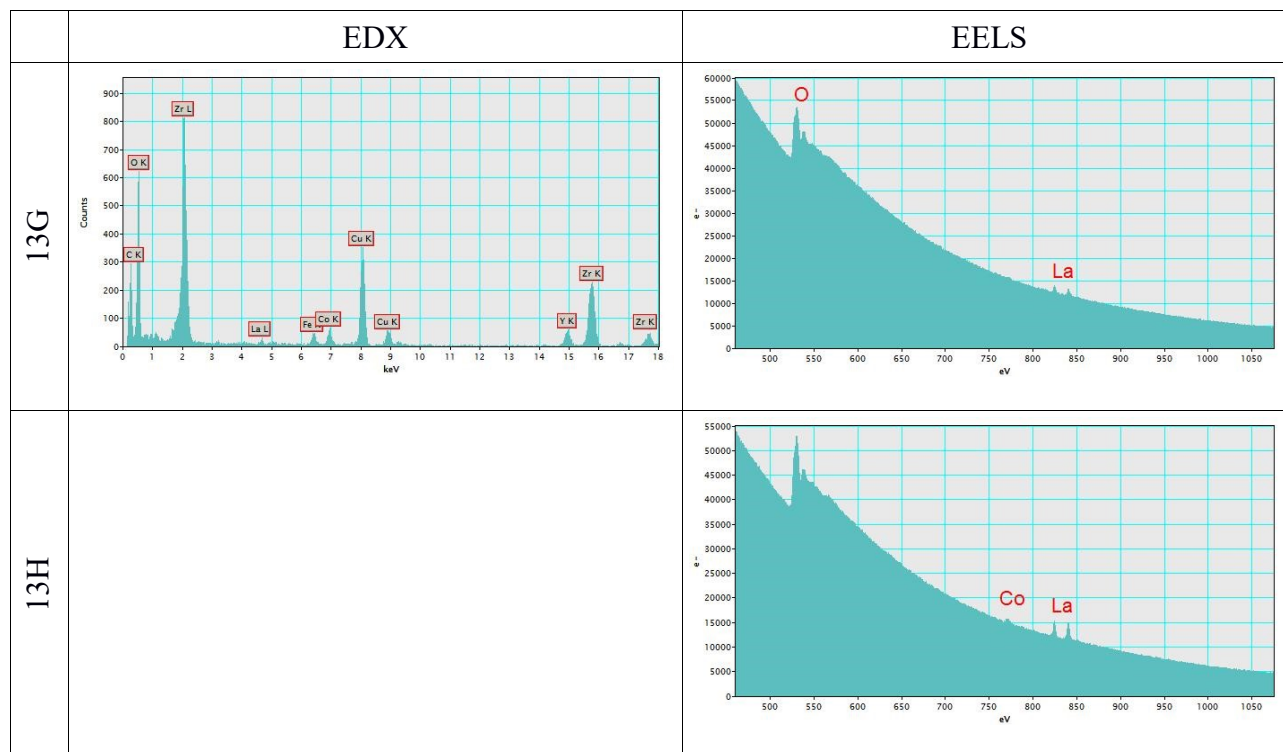 EDX
EELS
13G
Counts
900
800
700
600
500
400
300
200
100
0
Zr L
O K
C K
La L
Fe
Co K
Cu K
Cu K
Y K
Zr K
Zr K
0 1 2 3 4 5 6 7 8 9 10 11 12 13 14 15 16 17 18
keV
e -
60000
55000
50000
45000
40000
35000
30000
25000
20000
15000
10000
5000
0
O
La
500 550 600 650 700 750 800 850 900 950 1000 1050
eV
13H
e -
55000
50000
45000
40000
35000
30000
25000
20000
15000
10000
5000
0
Co La
500 550 600 650 700 750 800 850 900 950 1000 1050
eV